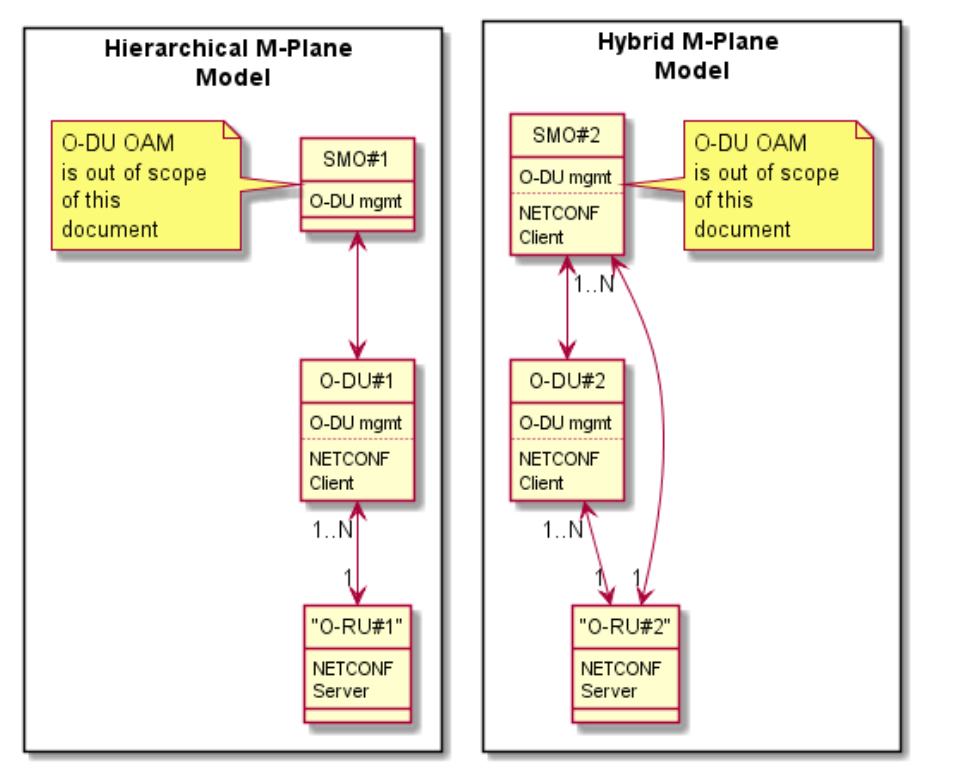 Hierarchical M-Plane
Model
O-DU OAM
is out of scope
of this
document
SMO#1
O-DU mgmt
O-DU#1
O-DU mgmt
NETCONF
Client
1..N
1
"O-RU#1"
NETCONF
Server
Hybrid M-Plane
Model
SMO#2
O-DU mgmt
NETCONF
Client
O-DU OAM
is out of scope
of this
document
1..N
O-DU#2
O-DU mgmt
NETCONF
Client
1..N
1
1
"O-RU#2"
NETCONF
Server